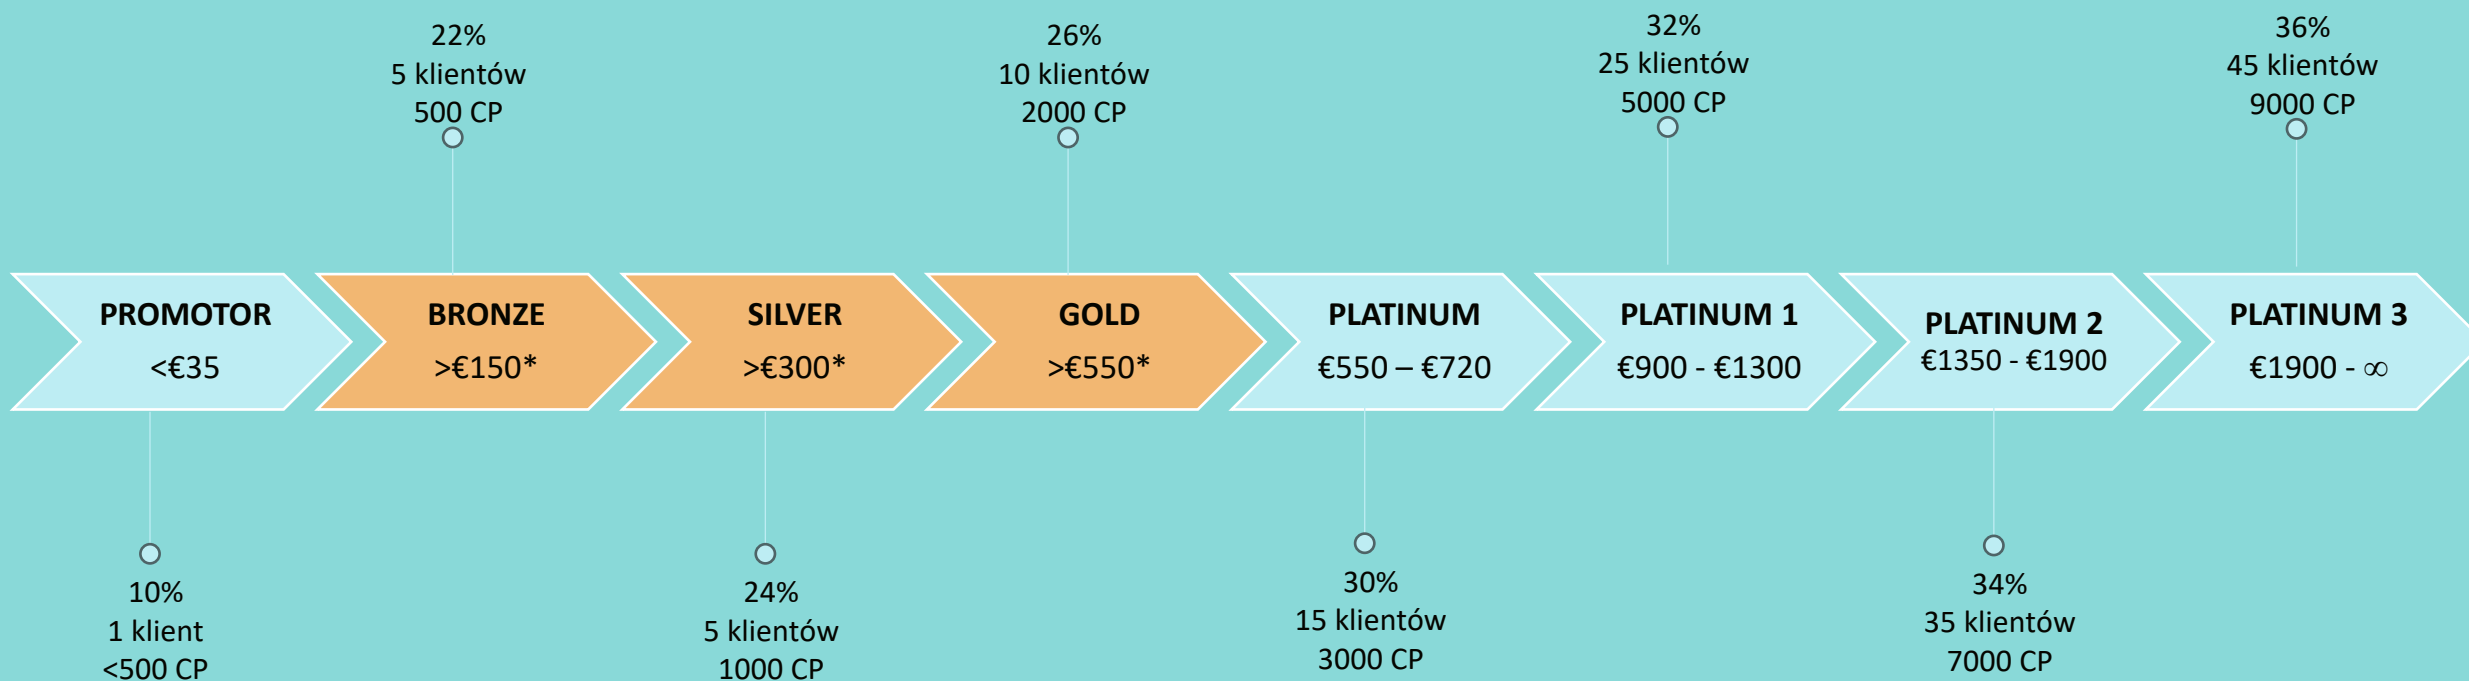 22%
5 klientów
500 CP
26%
10 klientów
2000 CP
32%
25 klientów
5000 CP
36%
45 klientów
9000 CP
PROMOTOR
<€35
BRONZE
>€150*
SILVER
>€300*
GOLD
>€550*
PLATINUM
€550 – €720
PLATINUM 1
€900 - €1300
PLATINUM 2
€1350 - €1900
PLATINUM 3
€1900 - ∞
10%
1 klient
<500 CP
24%
5 klientów
1000 CP
30%
15 klientów
3000 CP
34%
35 klientów
7000 CP